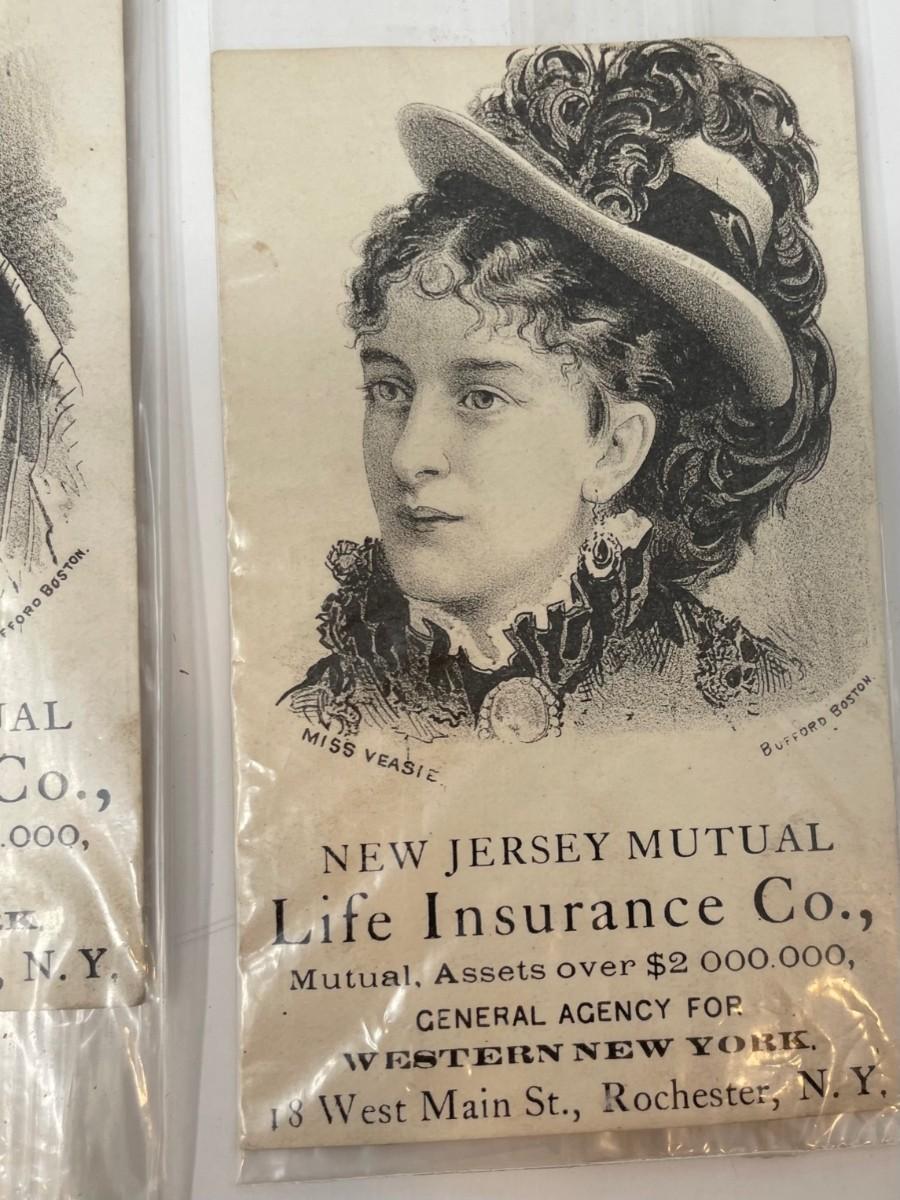 FFORD BOSTON.
UAL
Co.,
.000,
N. Y.
MISS VEASIE.
BUFFORD BOSTON.
NEW JERSEY MUTUAL
Life Insurance Co.,
Mutual, Assets over $2 000.000,
GENERAL AGENCY FOR
WESTERN NEW YORK.
18 West Main St., Rochester, N. Y.